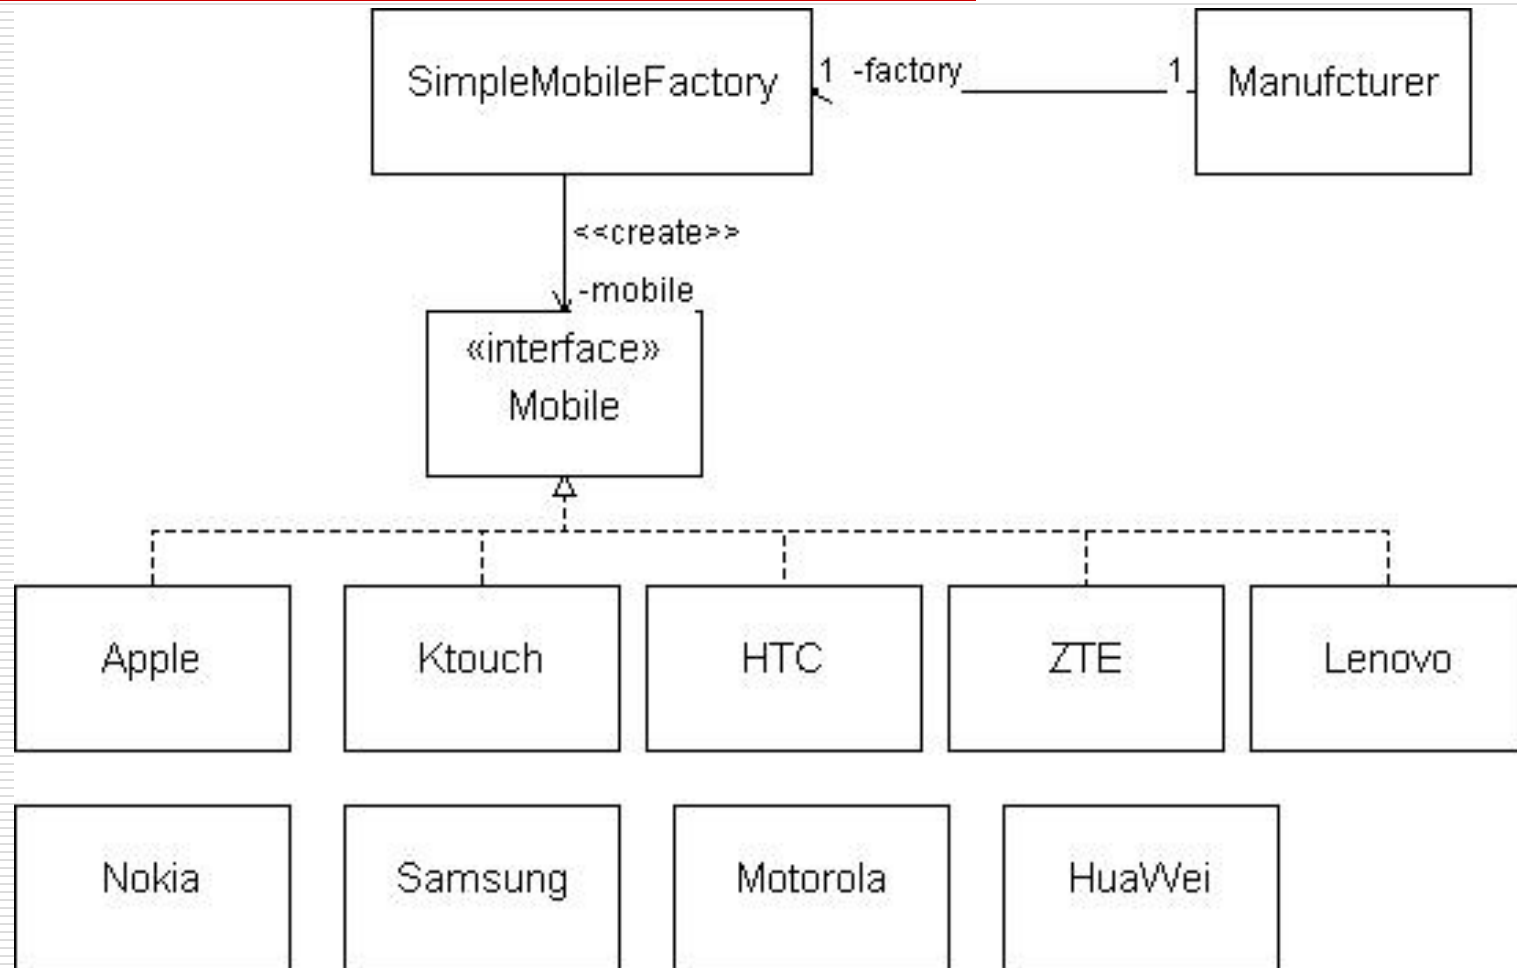 SimpleMobileFactory
1 -factory
1
Manufcturer
<<create>>
-mobile
«interface»
Mobile
Apple
Ktouch
HTC
ZTE
Lenovo
Nokia
Samsung
Motorola
HuaWei